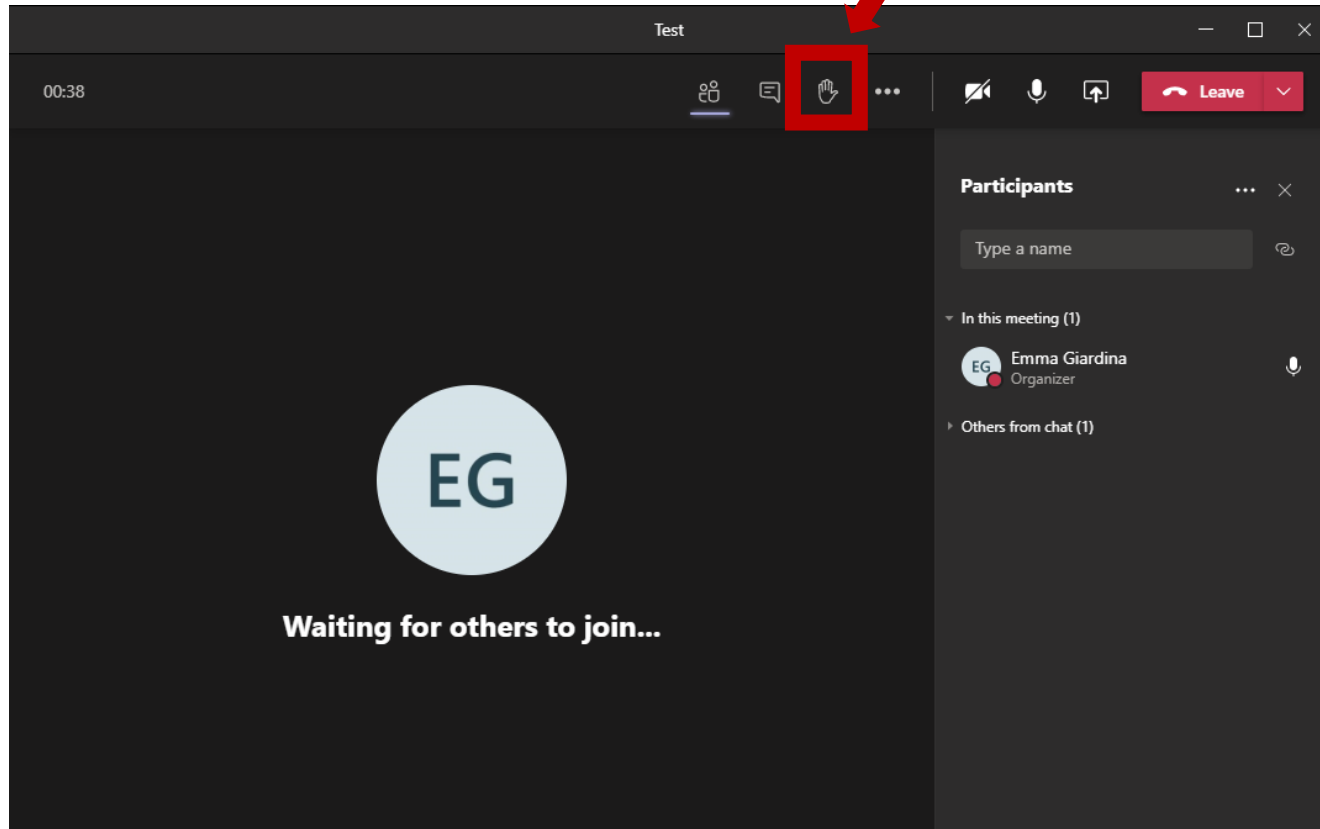 Test
00:38
Leave
Participants
Type a name
In this meeting (1)
EG
Emma Giardina
Organizer
Others from chat (1)
EG
Waiting for others to join...